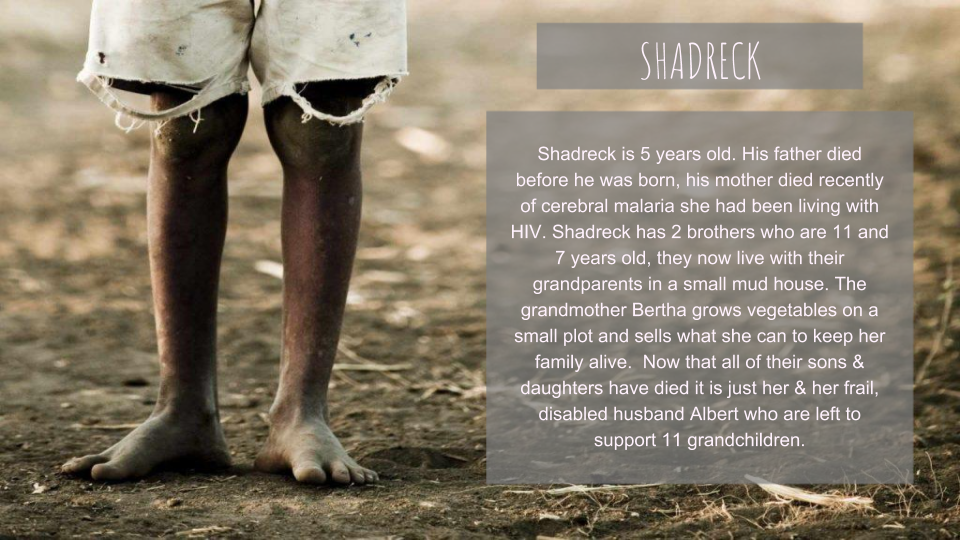 SHADRECK
Shadreck is 5 years old. His father died
before he was born, his mother died recently
of cerebral malaria she had been living with
HIV. Shadreck has 2 brothers who are 11 and
7 years old, they now live with their
grandparents in a small mud house. The
grandmother Bertha grows vegetables on a
small plot and sells what she can to keep her
family alive.  Now that all of their sons &
daughters have died it is just her & her frail,
disabled husband Albert who are left to
support 11 grandchildren.